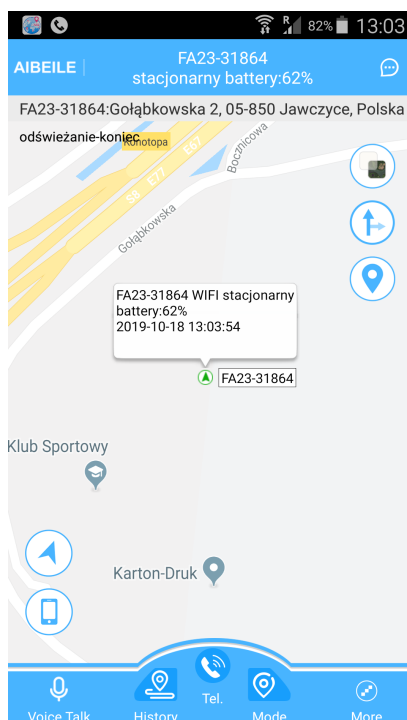 R 82% 13:03
AIBEILE
FA23-31864
stacjonarny battery:62%
FA23-31864:Gołąbkowska 2, 05-850 Jawczyce, Polska
odświeżanie-koniec
Konotopa
E67
Bocznicowa
E77
S8
Gołąbkowska
FA23-31864 WIFI stacjonarny
battery:62%
2019-10-18 13:03:54
FA23-31864
Klub Sportowy
Karton-Druk
Voice Talk
History
Tel.
Mode
More